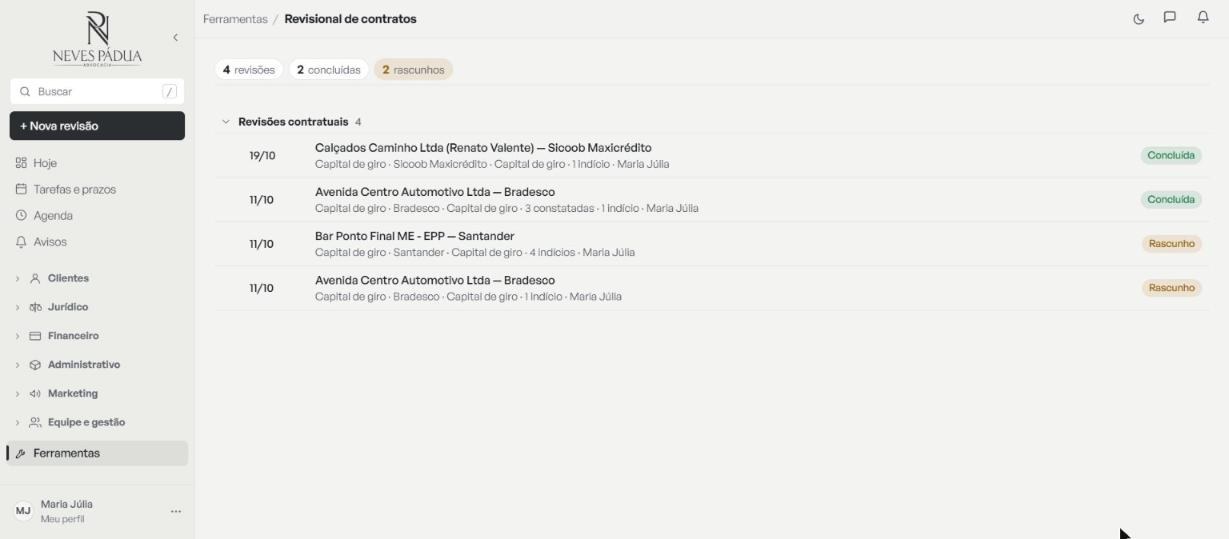 NEVES PÁDUA
ADVOCACIA
Buscar /
+ Nova revisão
Hoje
Tarefas e prazos
Agenda
Avisos
Clientes
Jurídico
Financeiro
Administrativo
Marketing
Equipe e gestão
Ferramentas
MJ
Maria Júlia
Meu perfil
Ferramentas / Revisional de contratos
4 revisões 2 concluídas 2 rascunhos
Revisões contratuais 4
19/10 Calçados Caminho Ltda (Renato Valente) — Sicoob Maxicrédito Concluída
Capital de giro · Sicoob Maxicrédito · Capital de giro · 1 indício · Maria Júlia
11/10 Avenida Centro Automotivo Ltda — Bradesco Concluída
Capital de giro · Bradesco · Capital de giro · 3 constatadas · 1 indício · Maria Júlia
11/10 Bar Ponto Final ME - EPP — Santander Rascunho
Capital de giro · Santander · Capital de giro · 4 indícios · Maria Júlia
11/10 Avenida Centro Automotivo Ltda — Bradesco Rascunho
Capital de giro · Bradesco · Capital de giro · 1 indício · Maria Júlia